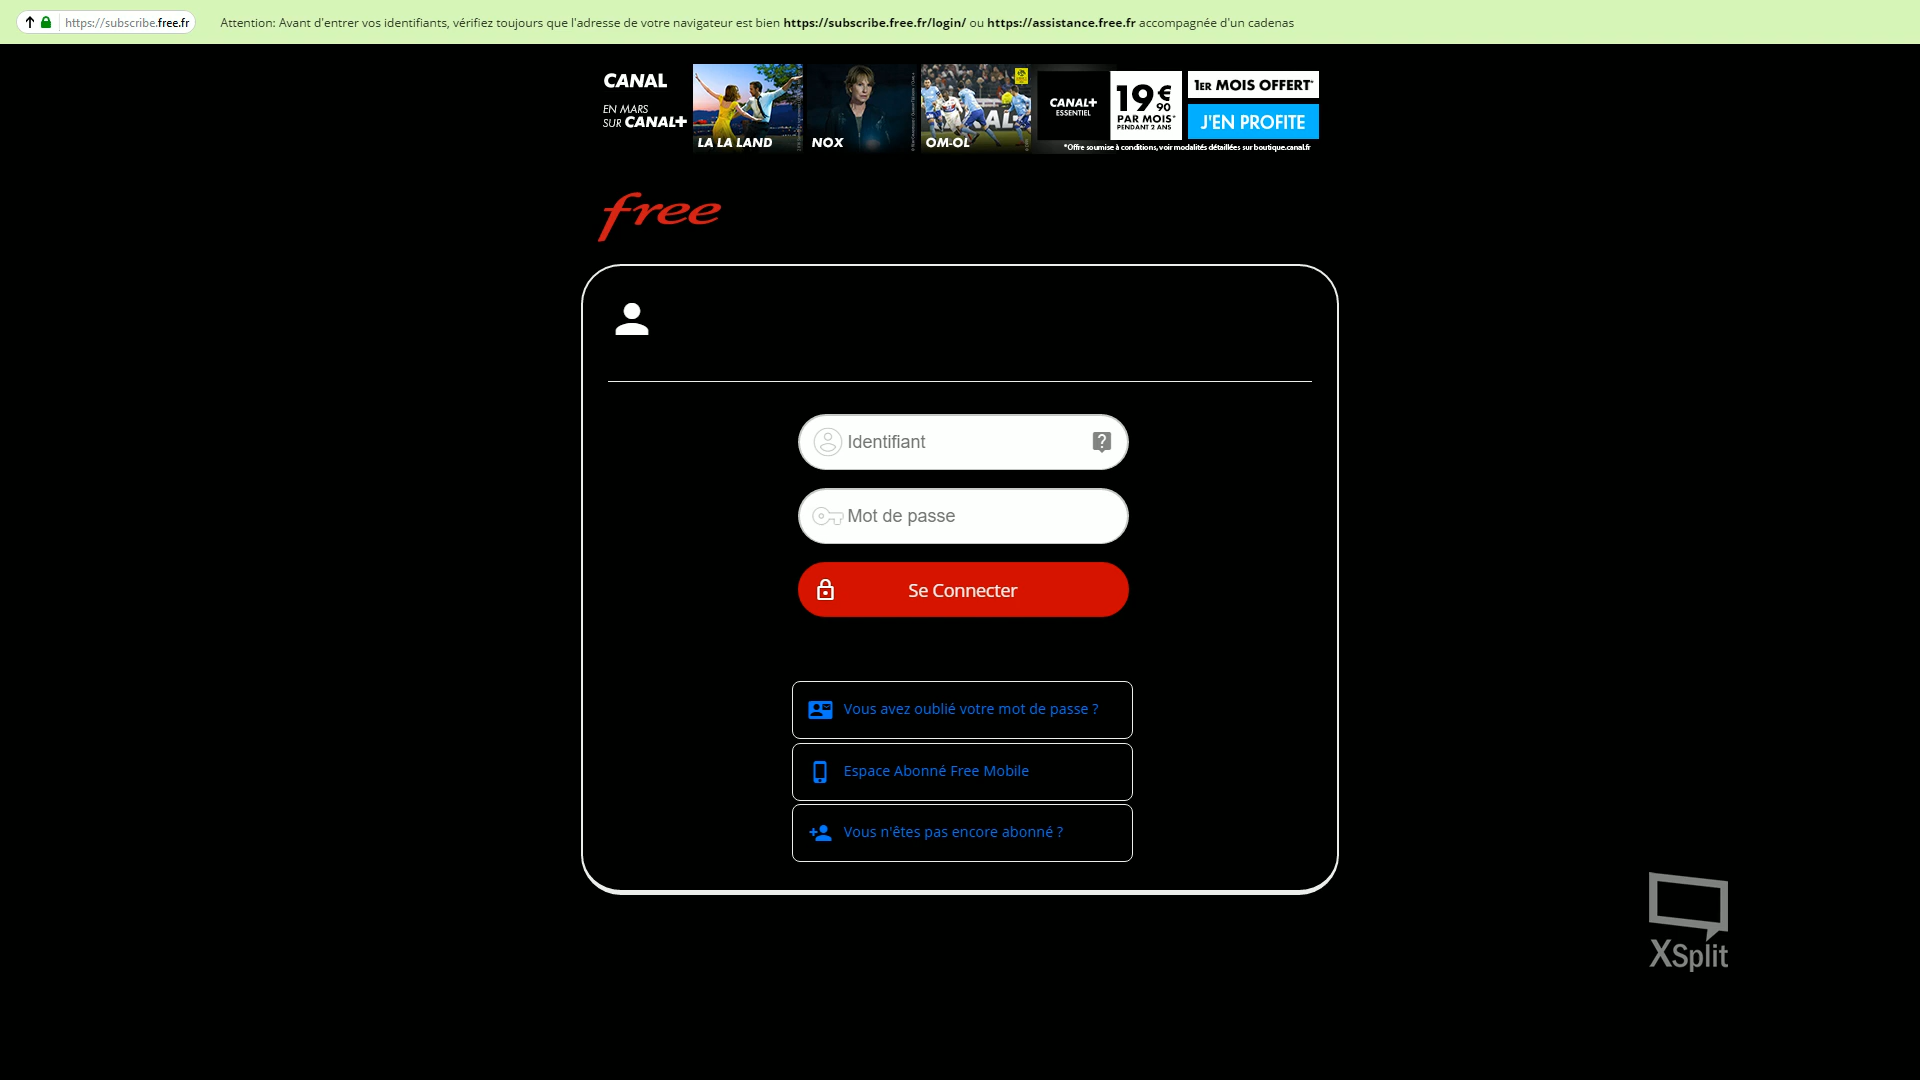 https://subscribe.free.fr
Attention: Avant d'entrer vos identifiants, vérifiez toujours que l'adresse de votre navigateur est bien https://subscribe.free.fr/login/ ou https://assistance.free.fr accompagnée d'un cadenas
CANAL
EN MARS
SUR CANAL+
LA LA LAND
NOX
OM-OL
CANAL+
ESSENTIEL
19€90
PAR MOIS*
PENDANT 2 ANS
1ER MOIS OFFERT*
J'EN PROFITE
*Offre soumise à conditions, voir modalités détaillées sur boutique.canal.fr
free
Identifiant
Mot de passe
Se Connecter
Vous avez oublié votre mot de passe ?
Espace Abonné Free Mobile
Vous n'êtes pas encore abonné ?
XSplit